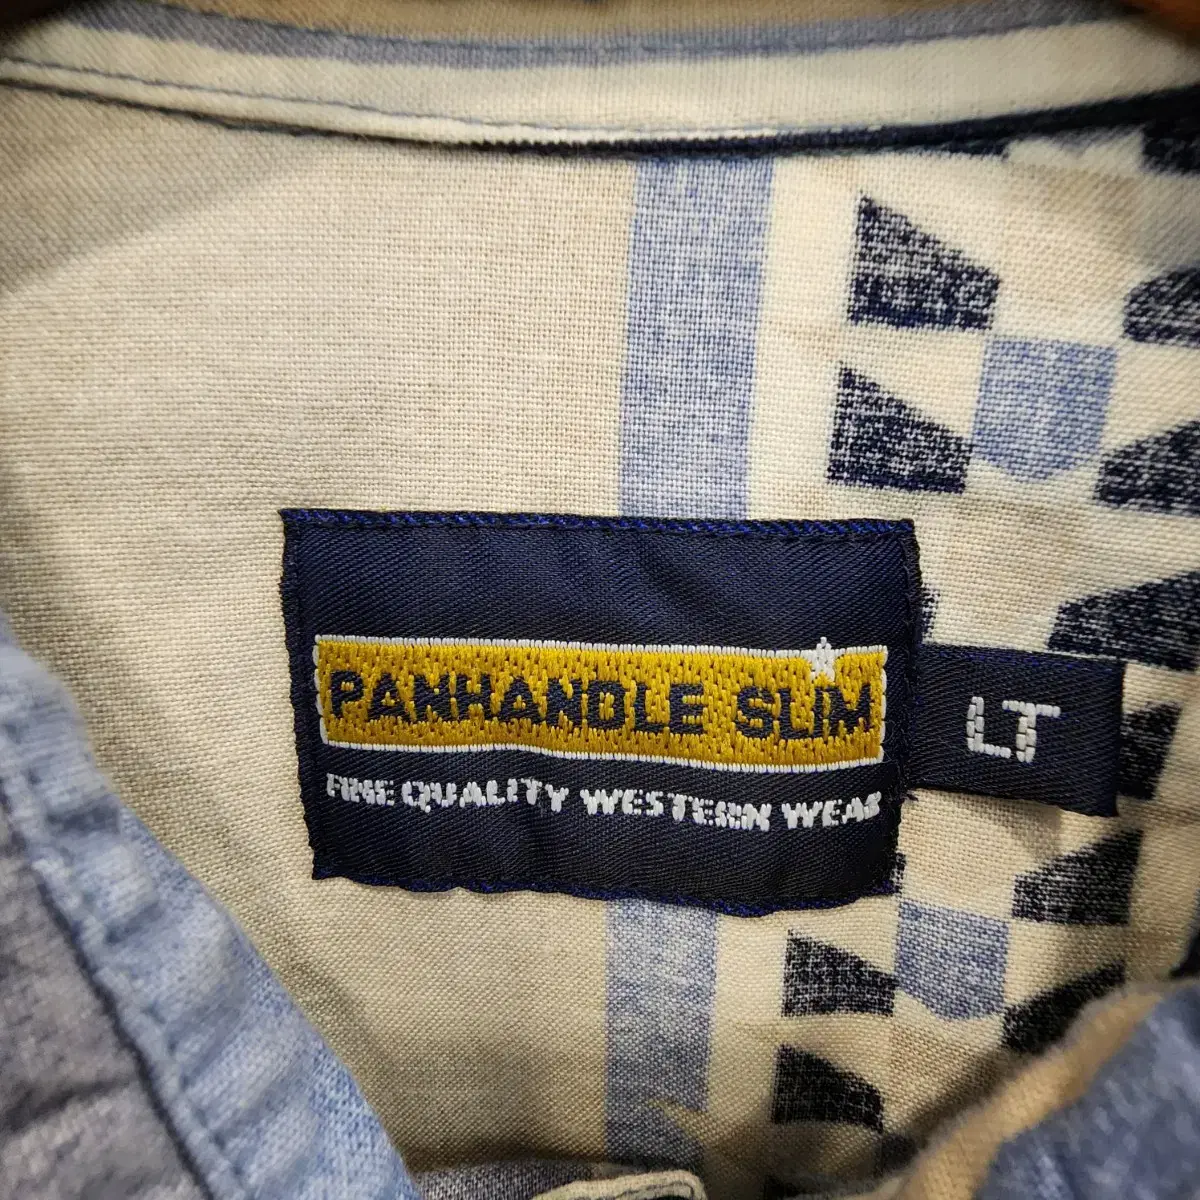 PANHANDLE SLIM
FINE QUALITY WESTERN WEAR
LT